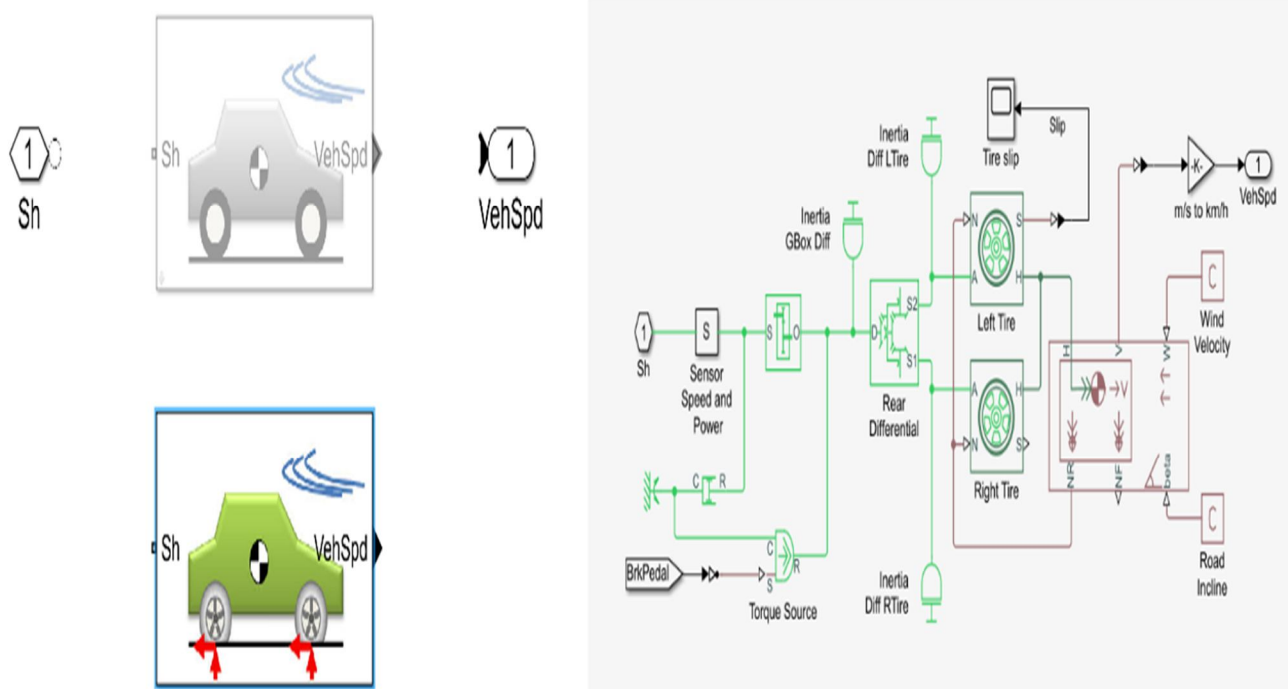 1
Sh
Sh
VehSpd
1
VehSpd
Sh
VehSpd
Inertia
Diff LTire
Inertia
GBox Diff
Tire slip
Slip
-K-
m/s to km/h
1
VehSpd
N
S
A
H
Left Tire
C
Wind
Velocity
1
Sh
S
Sensor
Speed and
Power
S
O
D
S2
S1
Rear
Differential
A
H
N
S
Right Tire
H
V
W
V
NR
NF
beta
C
Road
Incline
C
R
C
S
R
BrkPedal
Torque Source
Inertia
Diff RTire